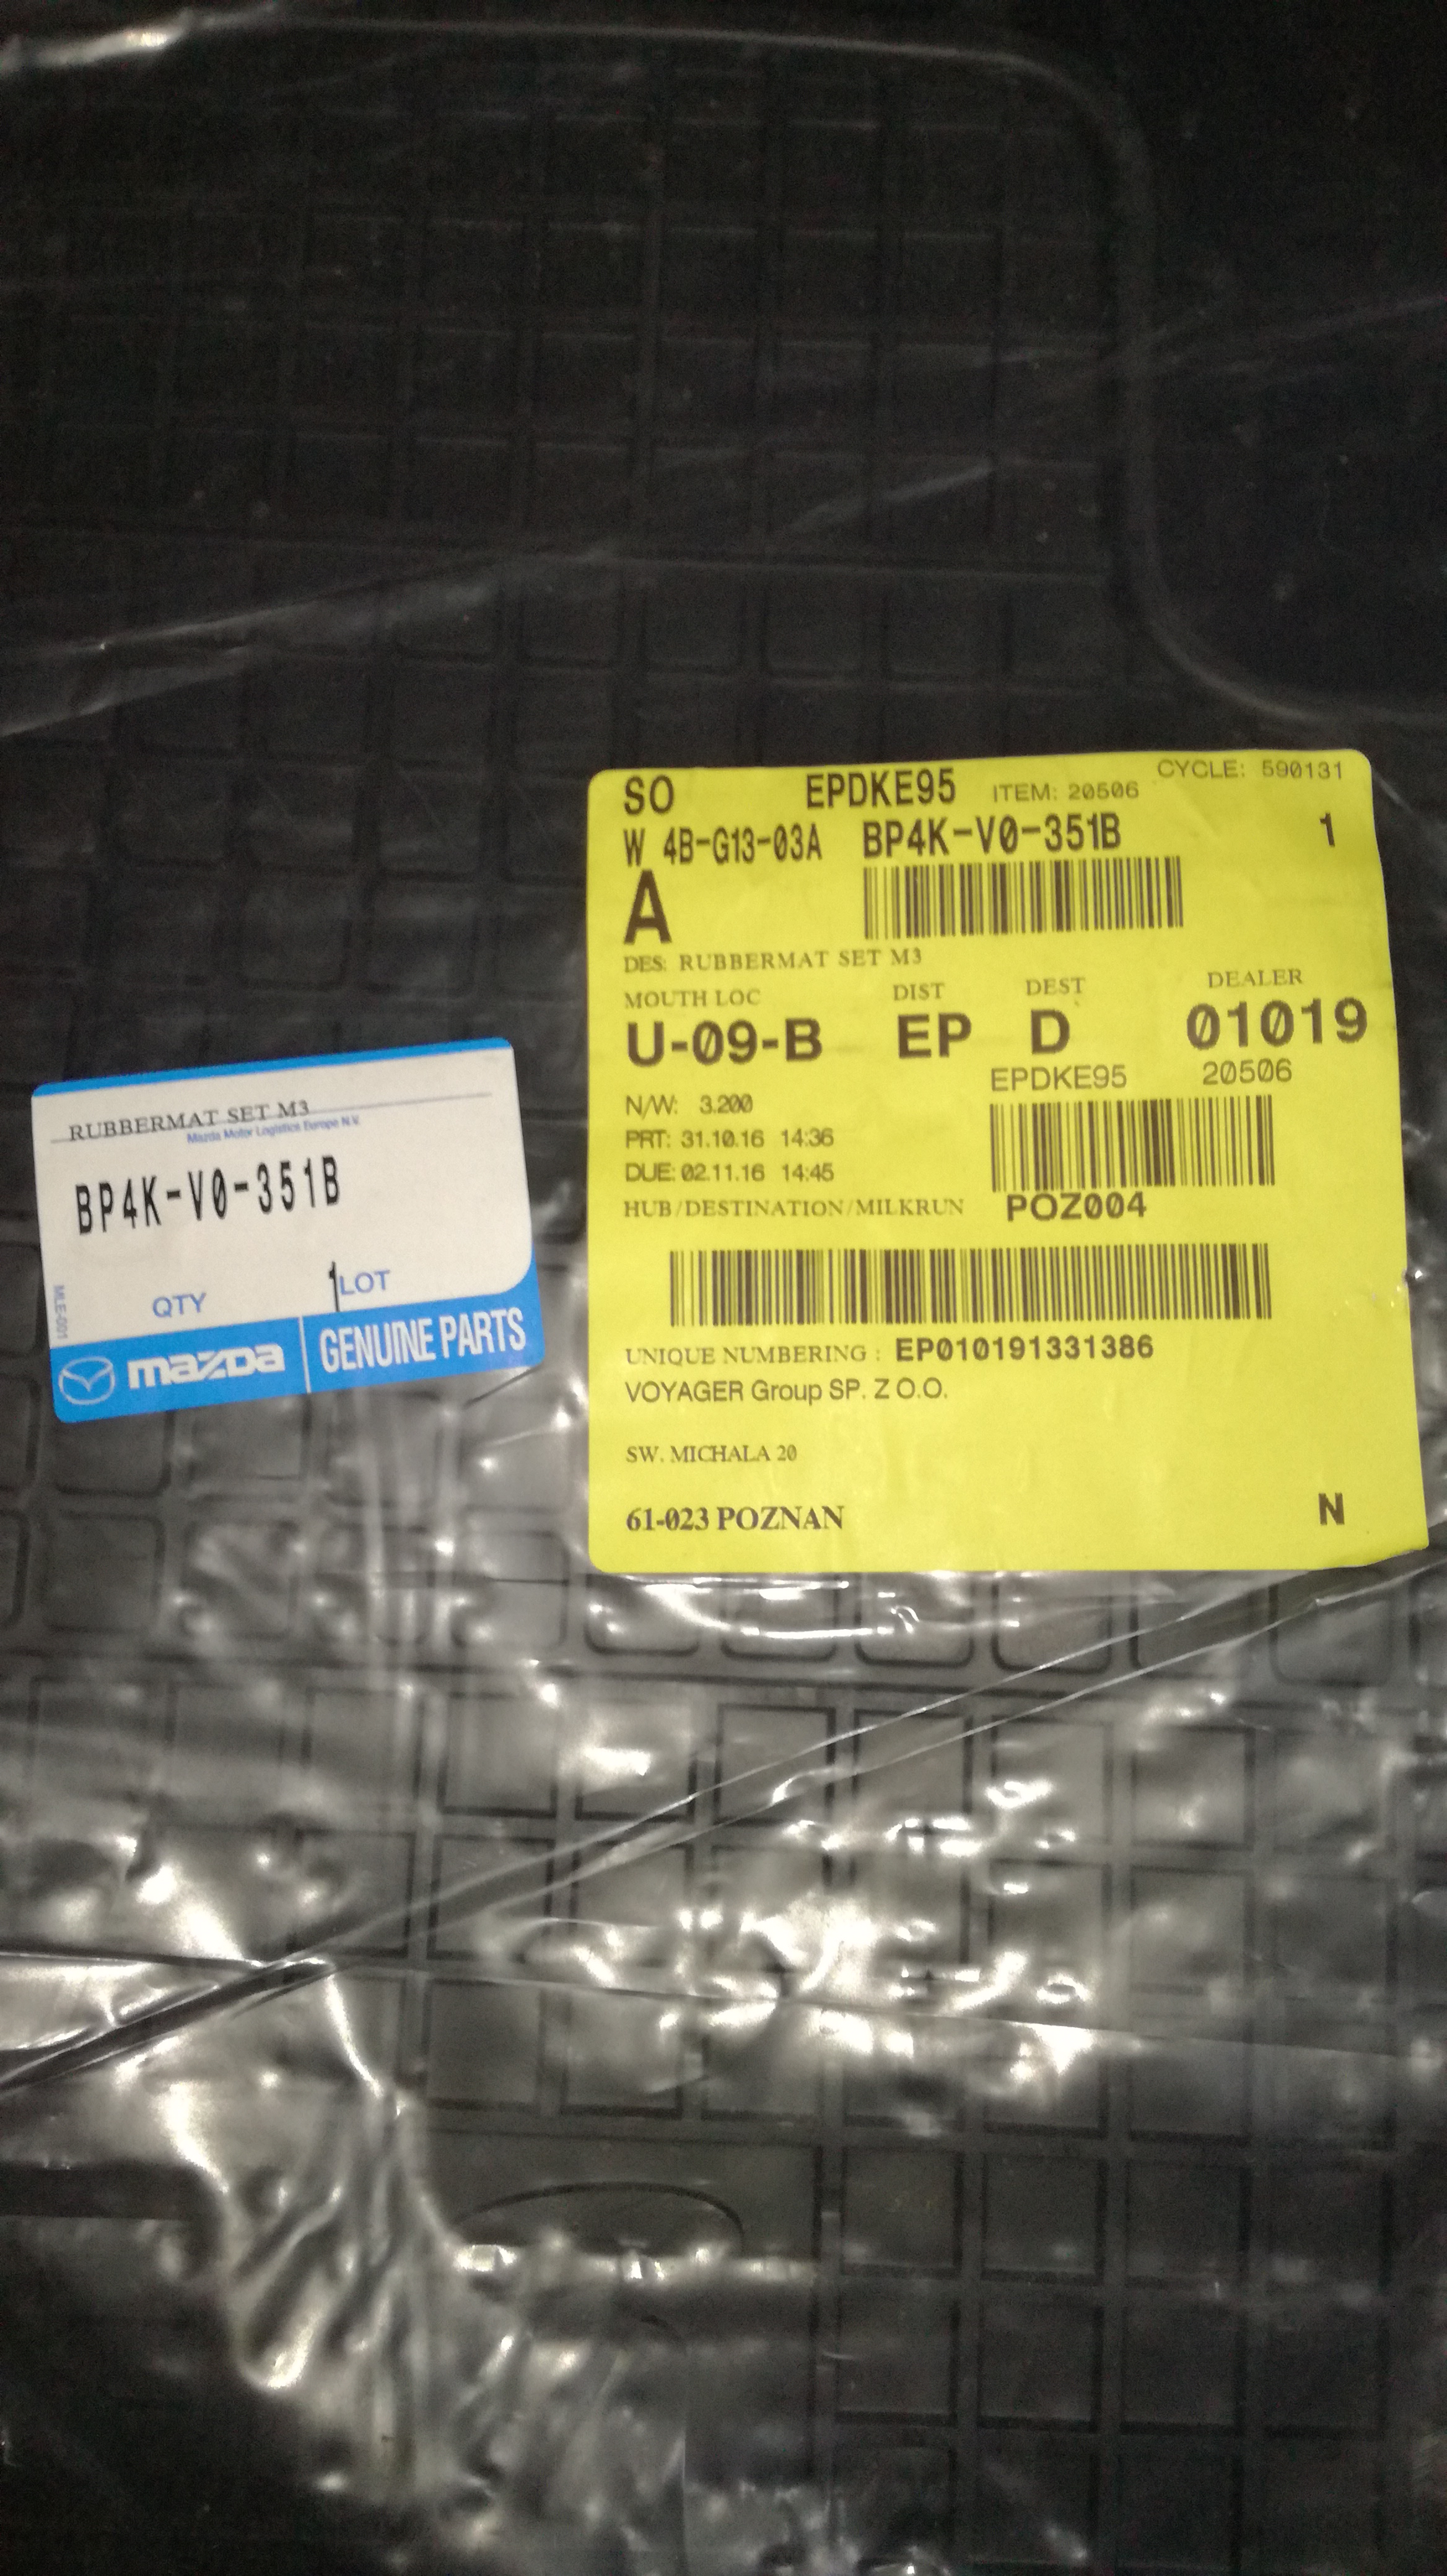 RUBBERMAT SET M3
Mazda Motor Logistics Europe N.V.
BP4K-V0-351B
QTY 1 LOT
MLE-001
mazda GENUINE PARTS
SO EPDKE95 ITEM: 20506 CYCLE: 590131
W 4B-G13-03A BP4K-V0-351B 1
A
DES: RUBBERMAT SET M3
MOUTH LOC DIST DEST DEALER
U-09-B EP D 01019
EPDKE95 20506
N/W: 3.200
PRT: 31.10.16 14:36
DUE: 02.11.16 14:45
HUB/DESTINATION/MILKRUN POZ004
UNIQUE NUMBERING : EP010191331386
VOYAGER Group SP. Z O.O.
SW. MICHALA 20
61-023 POZNAN N